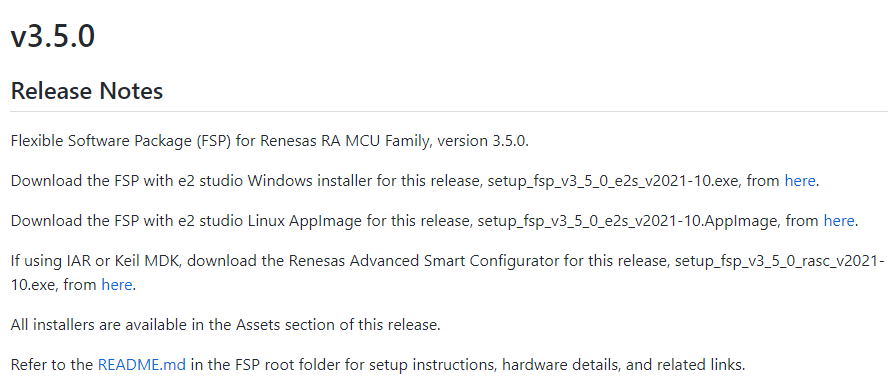 v3.5.0
Release Notes
Flexible Software Package (FSP) for Renesas RA MCU Family, version 3.5.0.
Download the FSP with e2 studio Windows installer for this release, setup_fsp_v3_5_0_e2s_v2021-10.exe, from here.
Download the FSP with e2 studio Linux AppImage for this release, setup_fsp_v3_5_0_e2s_v2021-10.AppImage, from here.
If using IAR or Keil MDK, download the Renesas Advanced Smart Configurator for this release, setup_fsp_v3_5_0_rasc_v2021-
10.exe, from here.
All installers are available in the Assets section of this release.
Refer to the README.md in the FSP root folder for setup instructions, hardware details, and related links.